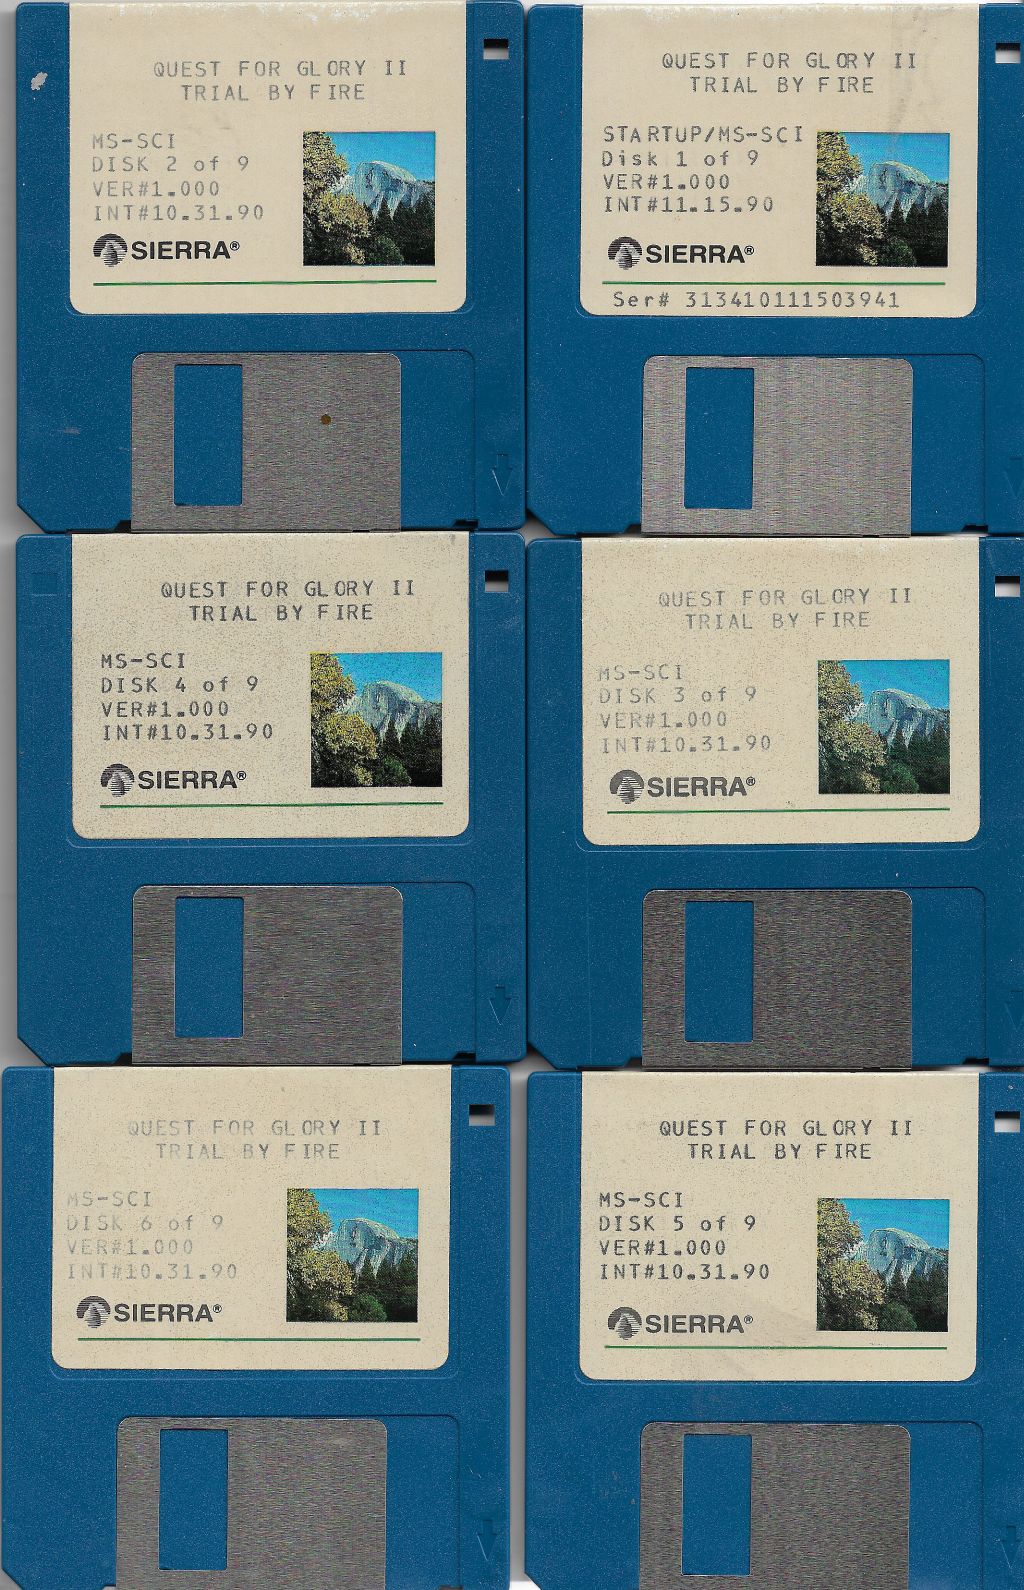 QUEST FOR GLORY II
TRIAL BY FIRE
MS-SCI
DISK 2 of 9
VER#1.000
INT#10.31.90
SIERRA®
QUEST FOR GLORY II
TRIAL BY FIRE
STARTUP/MS-SCI
Disk 1 of 9
VER#1.000
INT#11.15.90
SIERRA®
Ser# 313410111503941
QUEST FOR GLORY II
TRIAL BY FIRE
MS-SCI
DISK 4 of 9
VER#1.000
INT#10.31.90
SIERRA®
QUEST FOR GLORY II
TRIAL BY FIRE
MS-SCI
DISK 3 of 9
VER#1.000
INT#10.31.90
SIERRA®
QUEST FOR GLORY II
TRIAL BY FIRE
MS-SCI
DISK 6 of 9
VER#1.000
INT#10.31.90
SIERRA®
QUEST FOR GLORY II
TRIAL BY FIRE
MS-SCI
DISK 5 of 9
VER#1.000
INT#10.31.90
SIERRA®